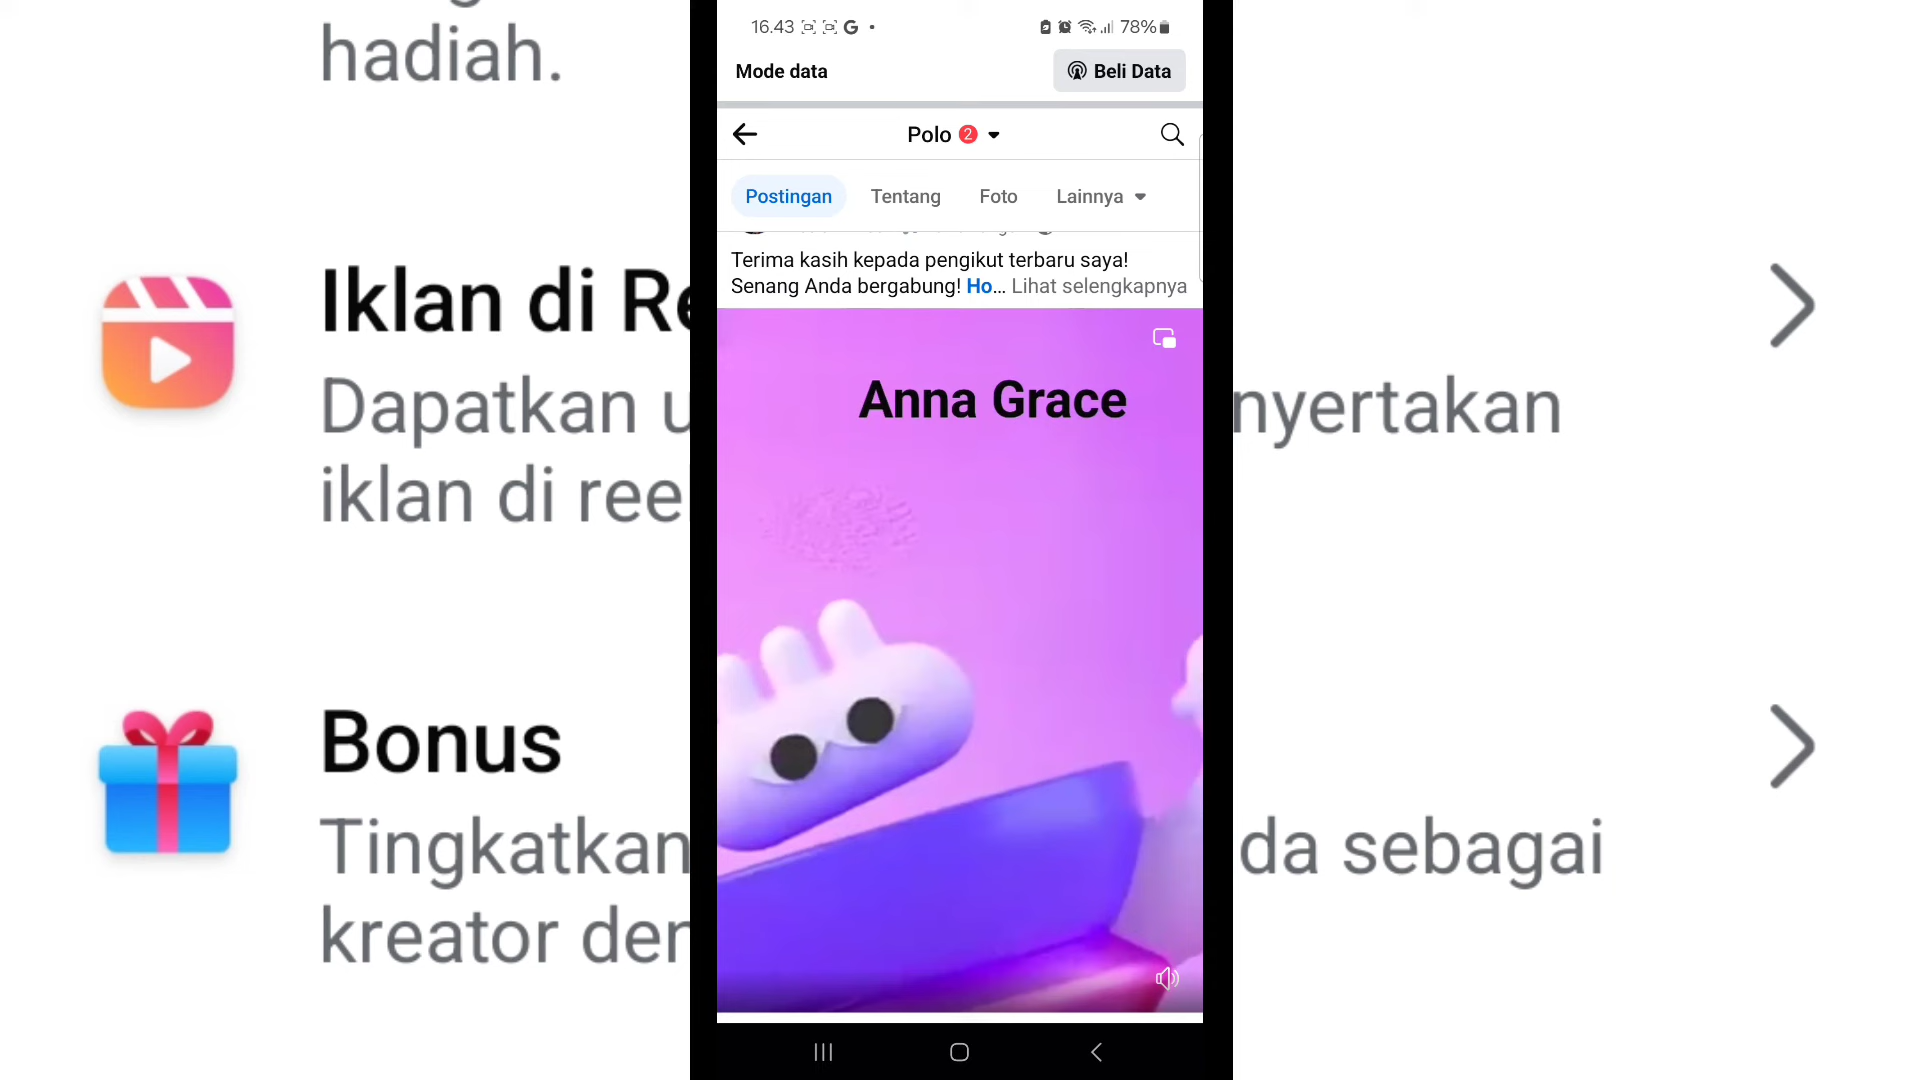 hadiah.
Iklan di Re
Dapatkan u
nyertakan
iklan di ree
Bonus
Tingkatkan
da sebagai
kreator der
16.43
78%
Mode data
Beli Data
Polo 2
Postingan
Tentang
Foto
Lainnya
Terima kasih kepada pengikut terbaru saya!
Senang Anda bergabung! Ho... Lihat selengkapnya
Anna Grace